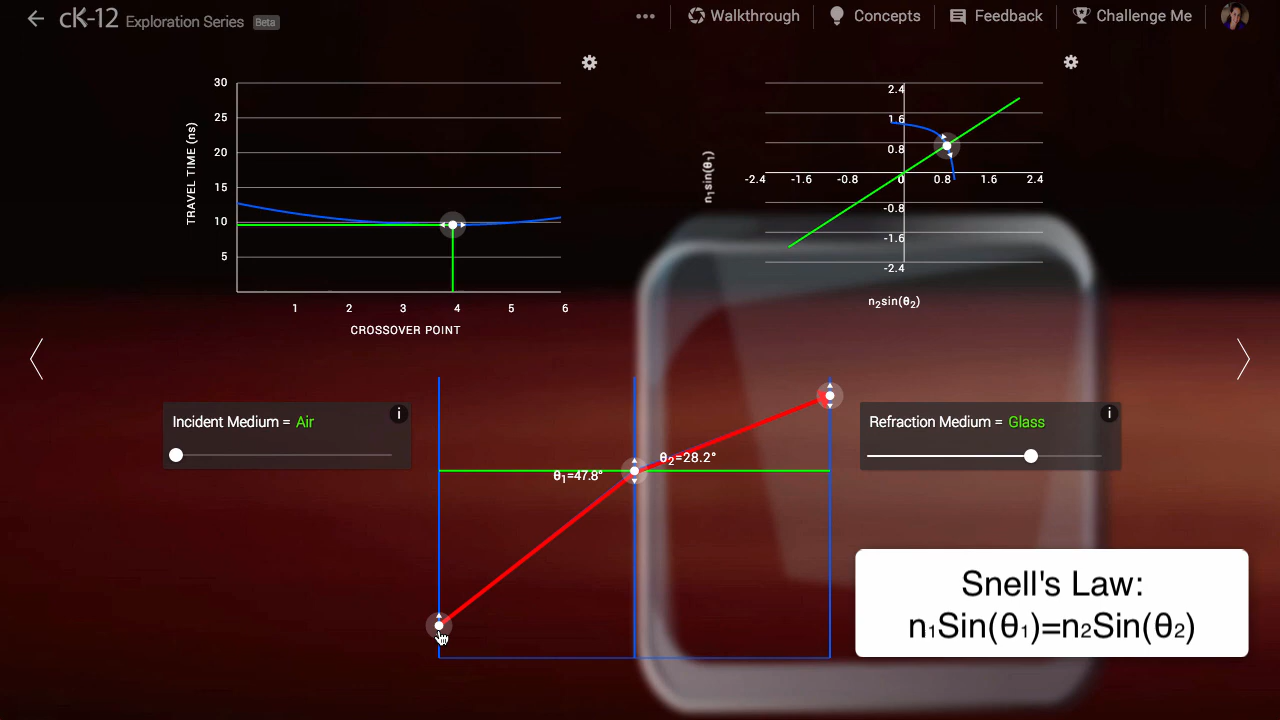 cK-12 Exploration Series Beta
••• Walkthrough Concepts Feedback Challenge Me
30
25
20
15
10
5
TRAVEL TIME (ns)
1 2 3 4 5 6
CROSSOVER POINT
2.4
1.6
0.8
-2.4 -1.6 -0.8 0 0.8 1.6 2.4
-0.8
-1.6
-2.4
n₁sin(θ₁)
n₂sin(θ₂)
Incident Medium = Air
i
θ₁=47.8°
θ₂=28.2°
Refraction Medium = Glass
i
Snell's Law:
n₁Sin(θ₁)=n₂Sin(θ₂)